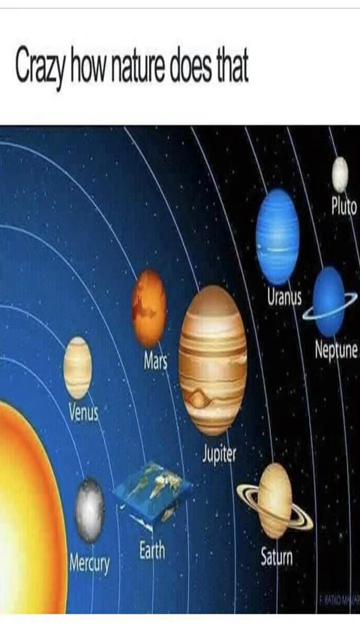 Crazy how nature does that
Pluto
Uranus
Neptune
Mars
Venus
Jupiter
Earth
Saturn
Mercury